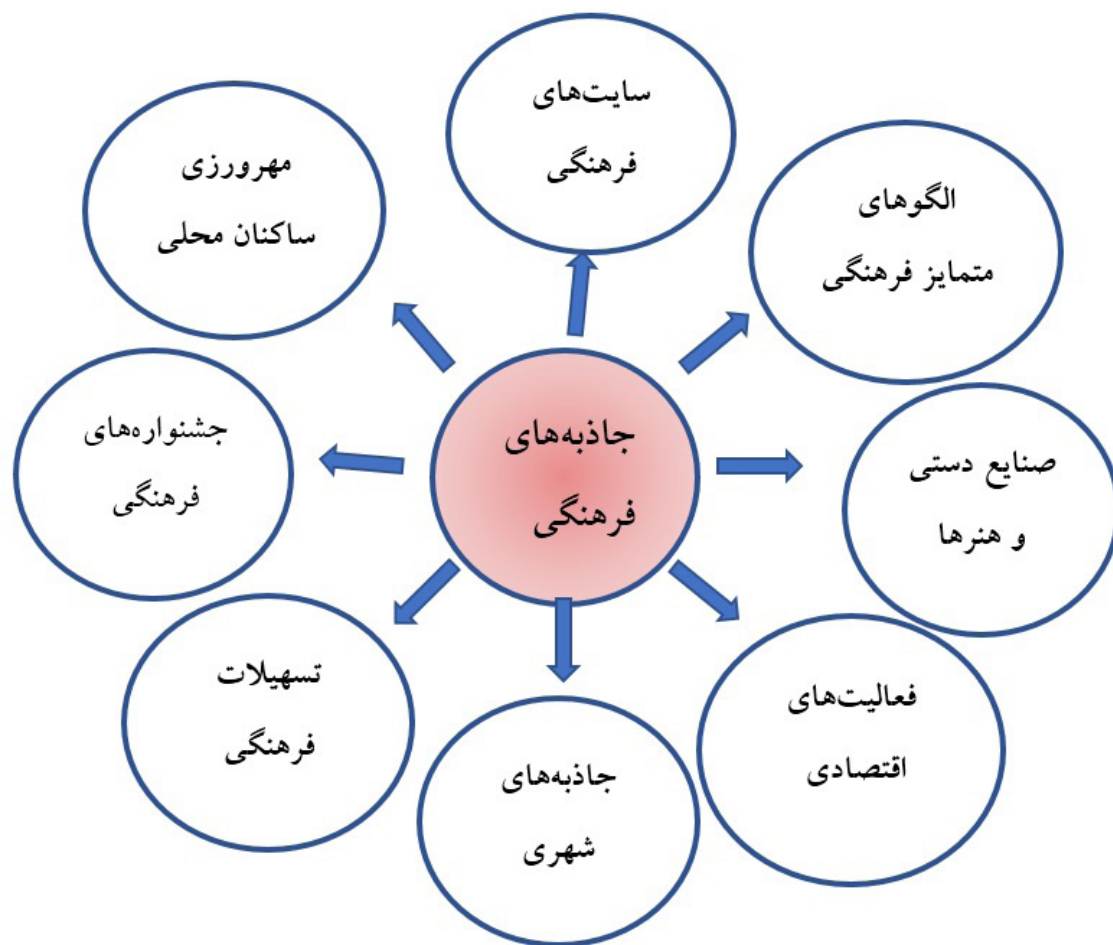 سایت‌های
فرهنگی
الگوهای
متمایز فرهنگی
صنایع دستی
و هنرها
فعالیت‌های
اقتصادی
جاذبه‌های
شهری
تسهیلات
فرهنگی
جشنواره‌های
فرهنگی
مهرورزی
ساکنان محلی
جاذبه‌های
فرهنگی